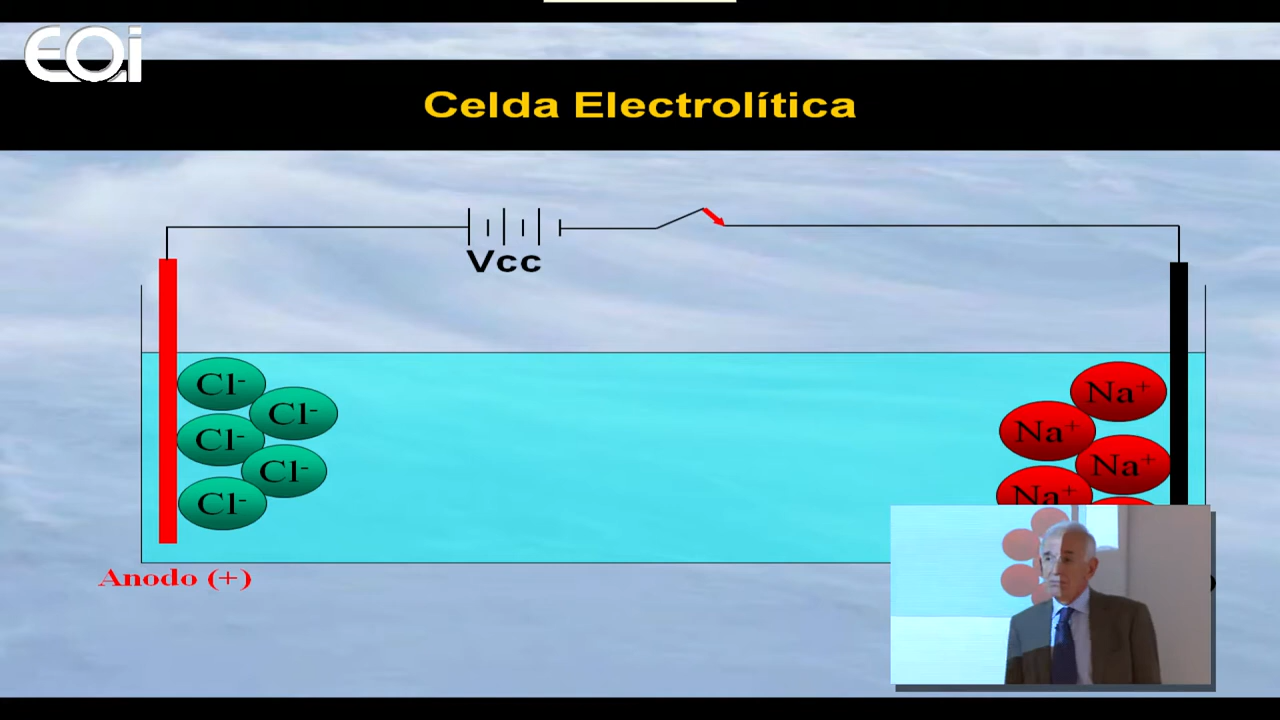 EOi
Celda Electrolítica
Vcc
Cl-
Cl-
Cl-
Cl-
Cl-
Na+
Na+
Na+
Na+
Anodo (+)